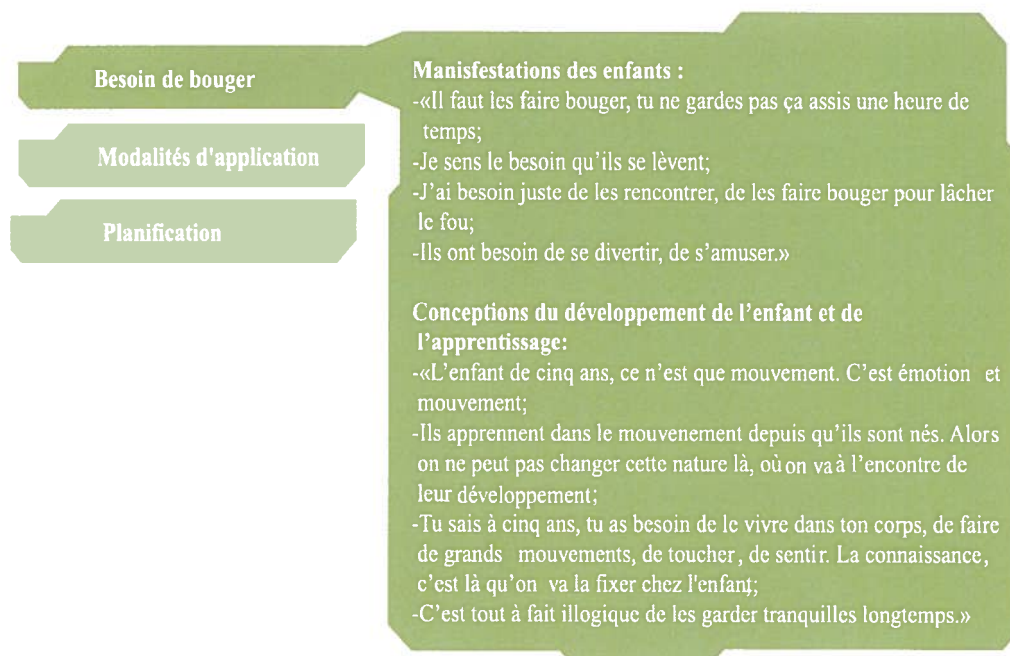 Besoin de bouger
Modalités d'application
Planification
Manisfestations des enfants :
-«Il faut les faire bouger, tu ne gardes pas ça assis une heure de
temps;
-Je sens le besoin qu'ils se lèvent;
-J'ai besoin juste de les rencontrer, de les faire bouger pour lâcher
le fou;
-Ils ont besoin de se divertir, de s'amuser.»
Conceptions du développement de l'enfant et de
l'apprentissage:
-«L'enfant de cinq ans, ce n'est que mouvement. C'est émotion et
mouvement;
-Ils apprennent dans le mouvenement depuis qu'ils sont nés. Alors
on ne peut pas changer cette nature là, où on va à l'encontre de
leur développement;
-Tu sais à cinq ans, tu as besoin de le vivre dans ton corps, de faire
de grands mouvements, de toucher, de sentir. La connaissance,
c'est là qu'on va la fixer chez l'enfant;
-C'est tout à fait illogique de les garder tranquilles longtemps.»